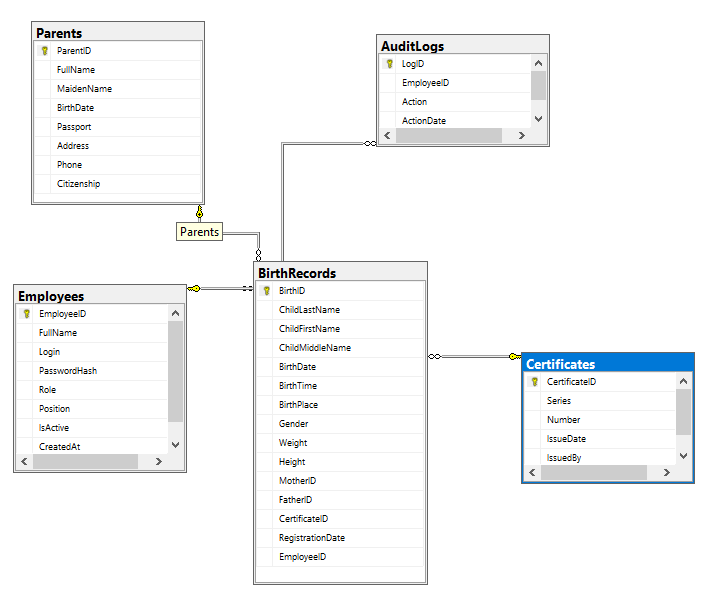 Parents
ParentID
FullName
MaidenName
BirthDate
Passport
Address
Phone
Citizenship
AuditLogs
LogID
EmployeeID
Action
ActionDate
Parents
Employees
EmployeeID
FullName
Login
PasswordHash
Role
Position
IsActive
CreatedAt
BirthRecords
BirthID
ChildLastName
ChildFirstName
ChildMiddleName
BirthDate
BirthTime
BirthPlace
Gender
Weight
Height
MotherID
FatherID
CertificateID
RegistrationDate
EmployeeID
Certificates
CertificateID
Series
Number
IssueDate
IssuedBy